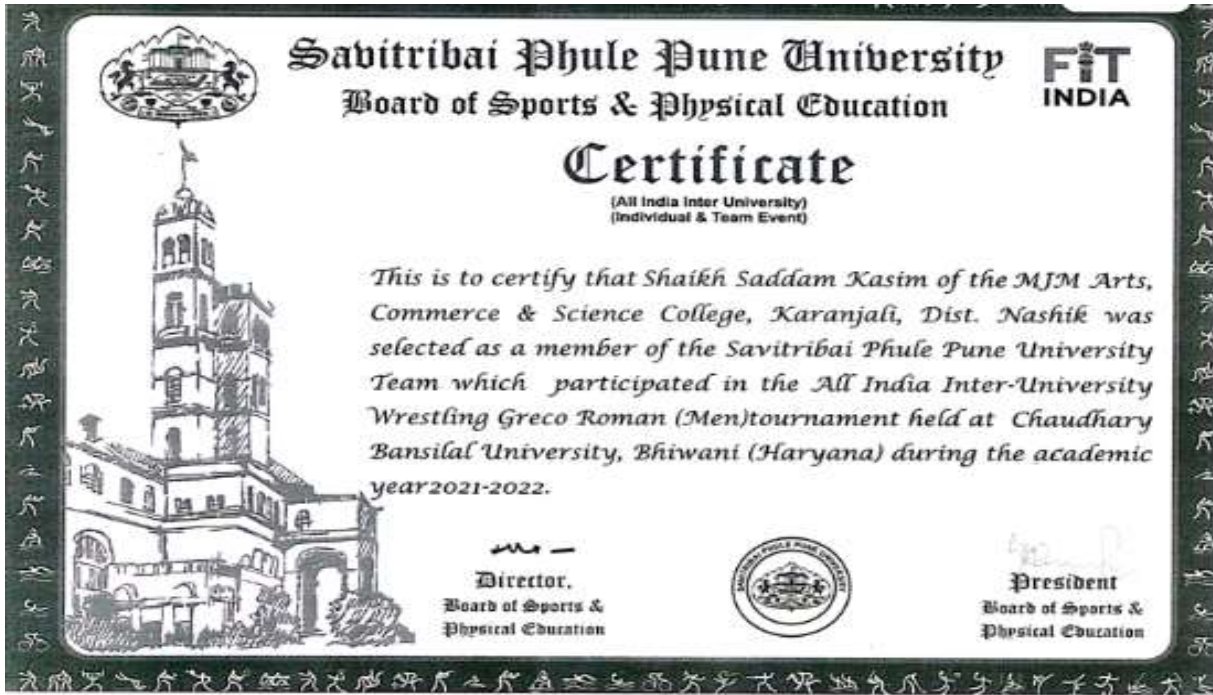 Savitribai Phule Pune University
Board of Sports & Physical Education
FIT
INDIA
Certificate
(All India Inter University)
(Individual & Team Event)
This is to certify that Shaikh Saddam Kasim of the MJM Arts,
Commerce & Science College, Karanjali, Dist. Nashik was
selected as a member of the Savitribai Phule Pune University
Team which participated in the All India Inter-University
Wrestling Greco Roman (Men)tournament held at Chaudhary
Bansilal University, Bhiwani (Haryana) during the academic
year2021-2022.
Director,
Board of Sports &
Physical Education
SAVITRIBAI PHULE PUNE UNIVERSITY
President
Board of Sports &
Physical Education